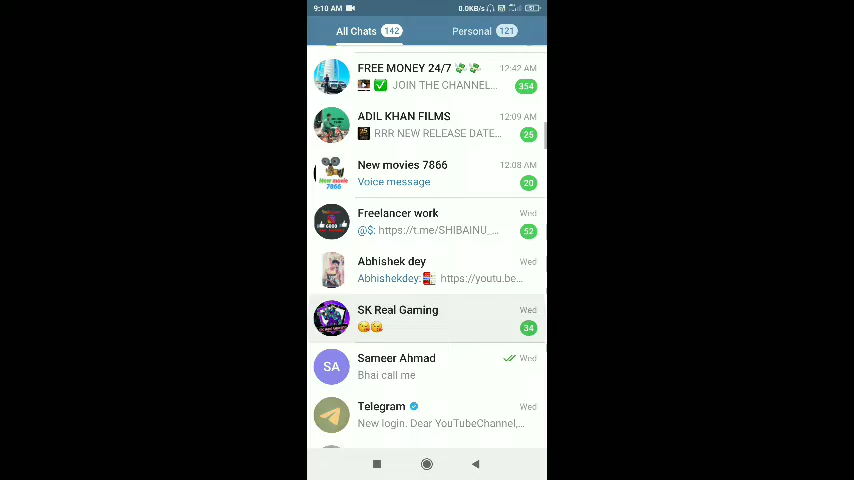 9:10 AM 0.0KB/s
All Chats 142 Personal 121
FREE MONEY 24/7 💸💸 12:42 AM
✅ JOIN THE CHANNEL... 354
ADIL KHAN FILMS 12:09 AM
RRR NEW RELEASE DATE... 25
New movies 7866 12:08 AM
Voice message 20
Freelancer work Wed
@$: https://t.me/SHIBAINU_... 52
Abhishek dey Wed
Abhishekdey: https://youtu.be...
SK Real Gaming Wed
😘😘 34
Sameer Ahmad Wed
SA
Bhai call me
Telegram Wed
New login. Dear YouTubeChannel,...